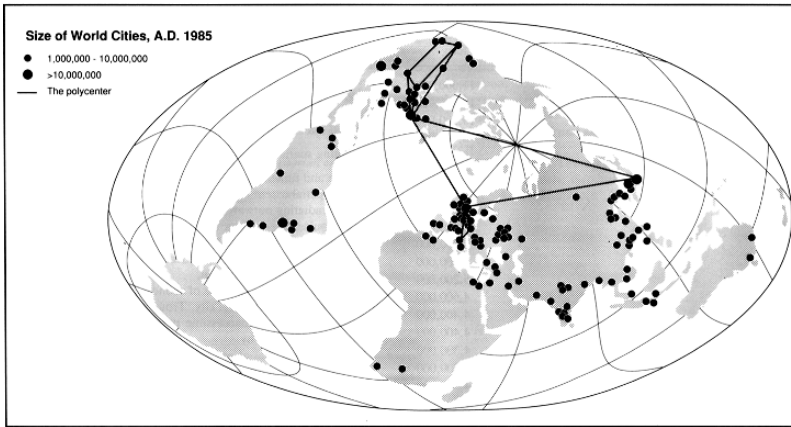 Size of World Cities, A.D. 1985
1,000,000 - 10,000,000
>10,000,000
The polycenter